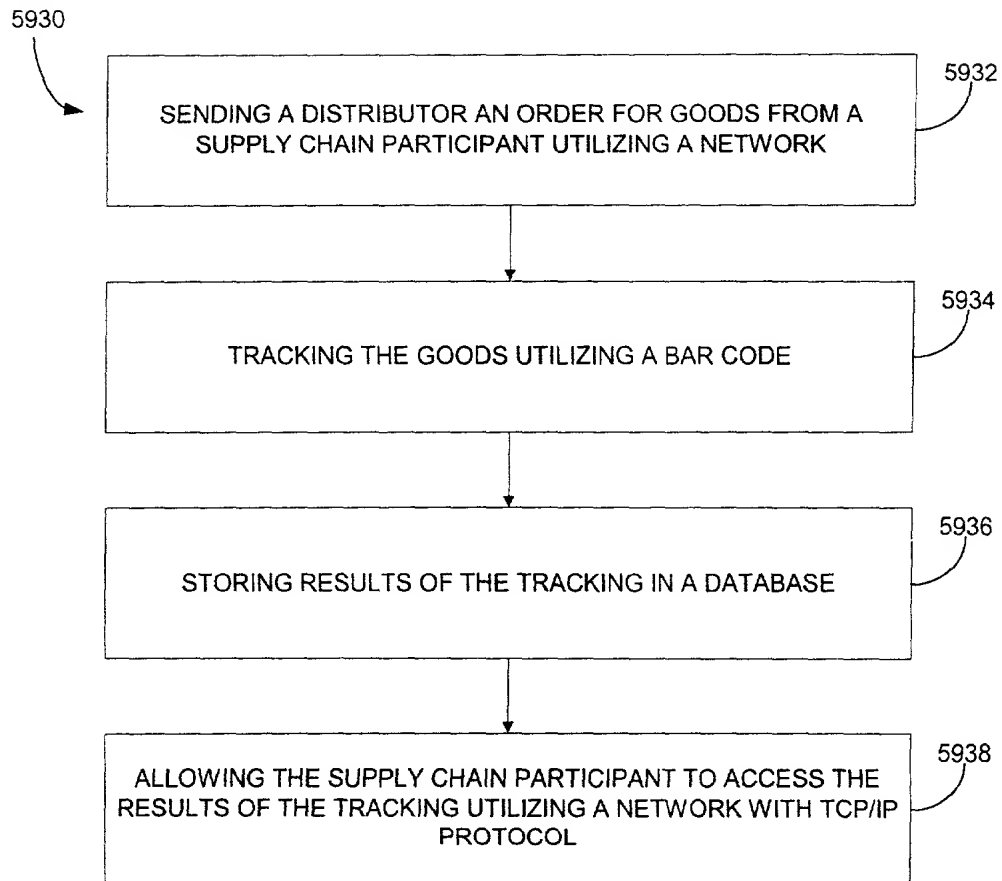 5930
5932
SENDING A DISTRIBUTOR AN ORDER FOR GOODS FROM A
SUPPLY CHAIN PARTICIPANT UTILIZING A NETWORK
5934
TRACKING THE GOODS UTILIZING A BAR CODE
5936
STORING RESULTS OF THE TRACKING IN A DATABASE
5938
ALLOWING THE SUPPLY CHAIN PARTICIPANT TO ACCESS THE
RESULTS OF THE TRACKING UTILIZING A NETWORK WITH TCP/IP
PROTOCOL